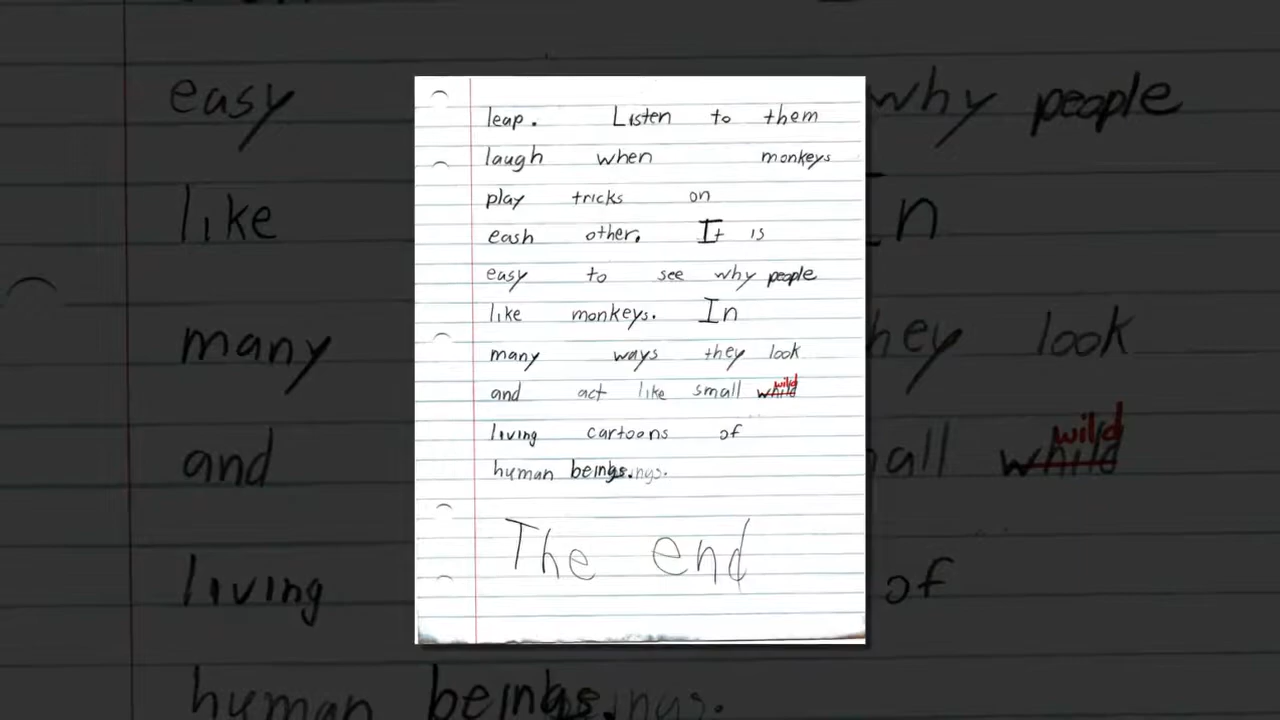 leap. Listen to them
laugh when monkeys
play tricks on
eash other. It is
easy to see why people
like monkeys. In
many ways they look
and act like small whild wild
living cartoons of
human beings.ngs.
The end